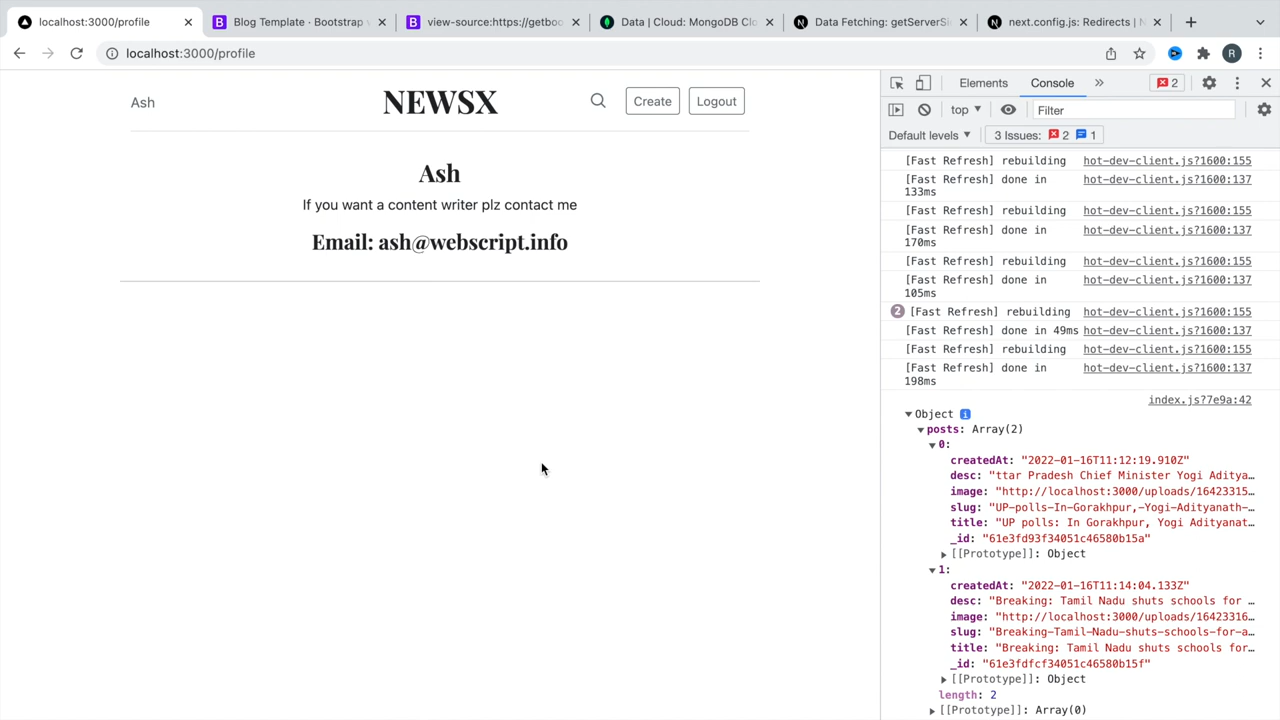 localhost:3000/profile
Blog Template · Bootstrap v
view-source:https://getboo
Data | Cloud: MongoDB Clo
Data Fetching: getServerSi
next.config.js: Redirects | N
localhost:3000/profile
R
Ash
NEWSX
Create
Logout
Ash
If you want a content writer plz contact me
Email: ash@webscript.info
Elements
Console
2
top
Filter
Default levels
3 Issues: 2 1
[Fast Refresh] rebuilding hot-dev-client.js?1600:155
[Fast Refresh] done in hot-dev-client.js?1600:137
133ms
[Fast Refresh] rebuilding hot-dev-client.js?1600:155
[Fast Refresh] done in hot-dev-client.js?1600:137
170ms
[Fast Refresh] rebuilding hot-dev-client.js?1600:155
[Fast Refresh] done in hot-dev-client.js?1600:137
105ms
2 [Fast Refresh] rebuilding hot-dev-client.js?1600:155
[Fast Refresh] done in 49ms hot-dev-client.js?1600:137
[Fast Refresh] rebuilding hot-dev-client.js?1600:155
[Fast Refresh] done in hot-dev-client.js?1600:137
198ms
index.js?7e9a:42
Object i
posts: Array(2)
0:
createdAt: "2022-01-16T11:12:19.910Z"
desc: "ttar Pradesh Chief Minister Yogi Aditya…
image: "http://localhost:3000/uploads/16423315…
slug: "UP-polls-In-Gorakhpur,-Yogi-Adityanath-…
title: "UP polls: In Gorakhpur, Yogi Adityanat…
_id: "61e3fd93f34051c46580b15a"
[[Prototype]]: Object
1:
createdAt: "2022-01-16T11:14:04.133Z"
desc: "Breaking: Tamil Nadu shuts schools for …
image: "http://localhost:3000/uploads/16423316…
slug: "Breaking-Tamil-Nadu-shuts-schools-for-a…
title: "Breaking: Tamil Nadu shuts schools for…
_id: "61e3fdfcf34051c46580b15f"
[[Prototype]]: Object
length: 2
[[Prototype]]: Array(0)